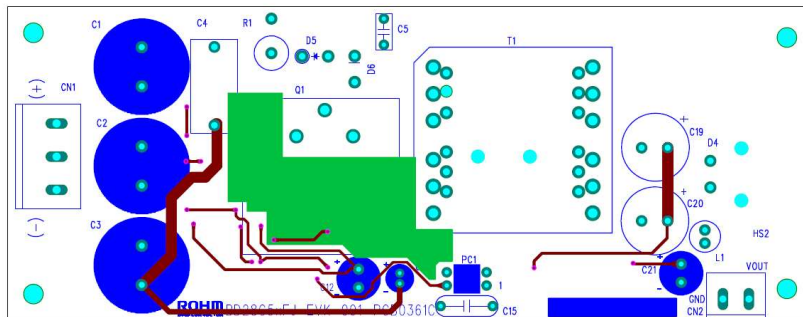 C1
C4
R1
D5
C5
D6
T1
(+)
CN1
Q1
C2
C19
D4
C20
(-)
C3
HS2
L1
PC1
VOUT
C21
1
GND
CN2
C15
ROHM